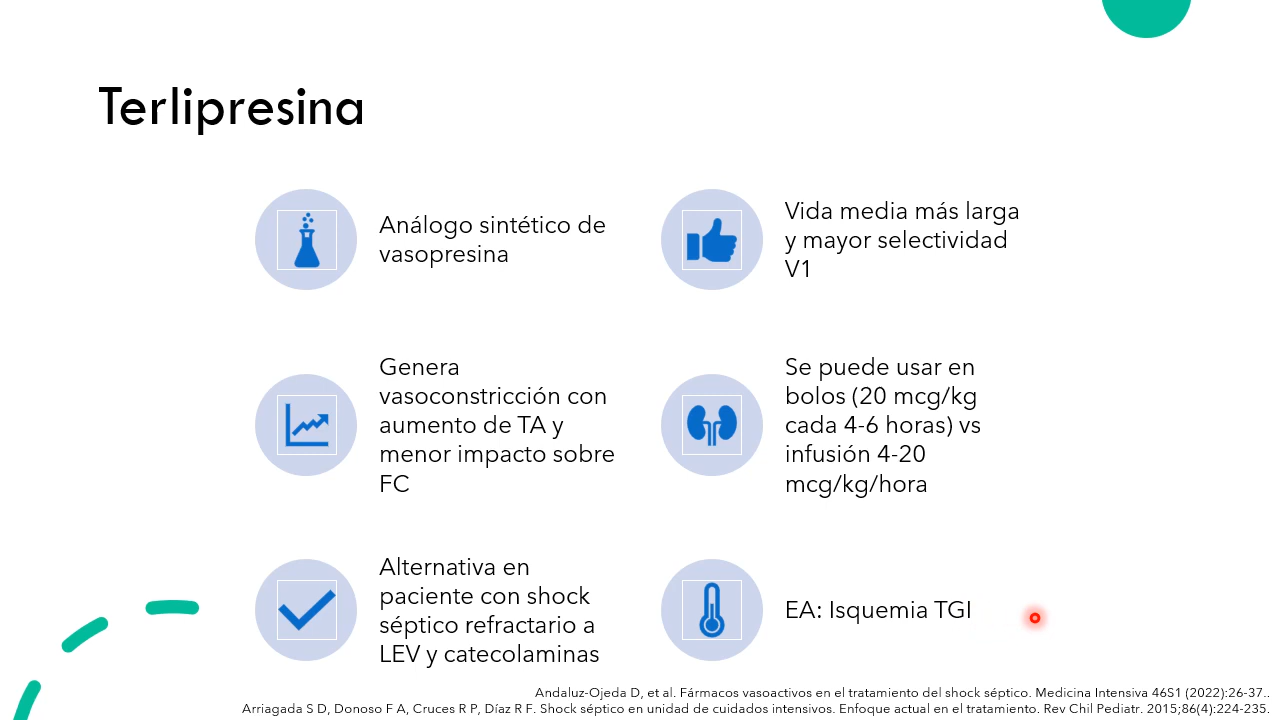 Terlipresina
Análogo sintético de
vasopresina
Vida media más larga
y mayor selectividad
V1
Genera
vasoconstricción con
aumento de TA y
menor impacto sobre
FC
Se puede usar en
bolos (20 mcg/kg
cada 4-6 horas) vs
infusión 4-20
mcg/kg/hora
Alternativa en
paciente con shock
séptico refractario a
LEV y catecolaminas
EA: Isquemia TGI
Andaluz-Ojeda D, et al. Fármacos vasoactivos en el tratamiento del shock séptico. Medicina Intensiva 46S1 (2022):26-37..
Arriagada S D, Donoso F A, Cruces R P, Díaz R F. Shock séptico en unidad de cuidados intensivos. Enfoque actual en el tratamiento. Rev Chil Pediatr. 2015;86(4):224-235.